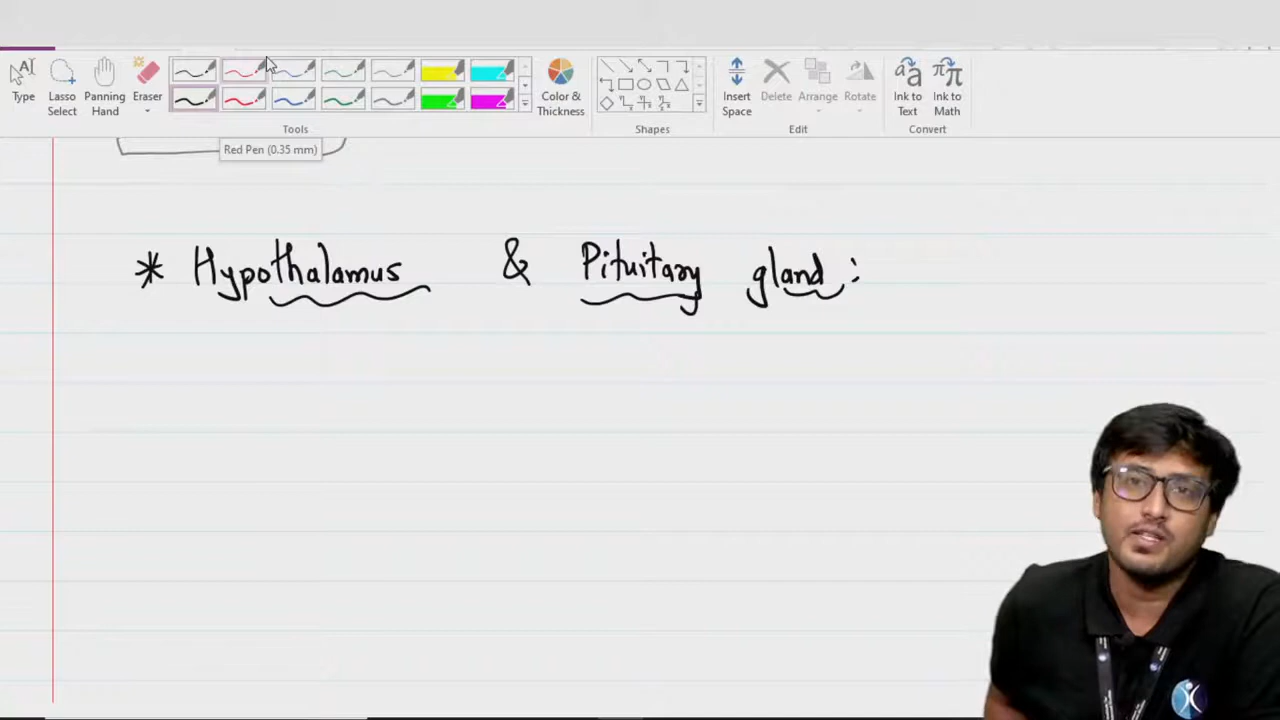 Type
Lasso Select
Panning Hand
Eraser
Color & Thickness
Insert Space
Delete
Arrange
Rotate
Ink to Text
Ink to Math
Tools
Shapes
Edit
Convert
Red Pen (0.35 mm)
* Hypothalamus & Pituitary gland :